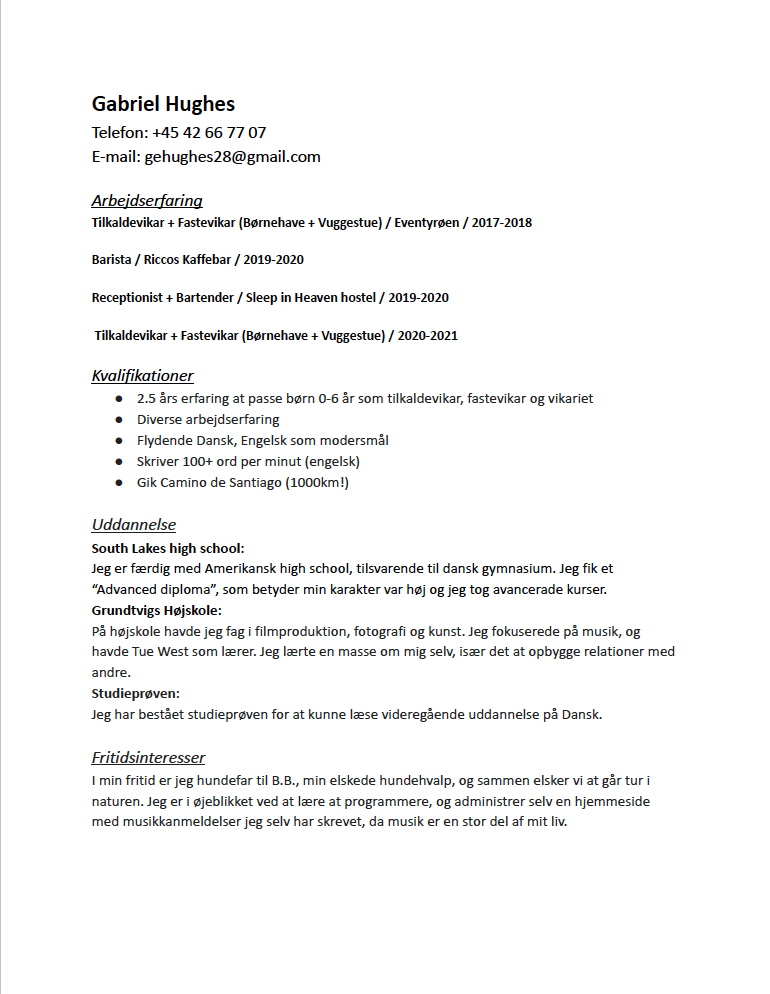 Gabriel Hughes
Telefon: +45 42 66 77 07
E-mail: gehughes28@gmail.com
Arbejdserfaring
Tilkaldevikar + Fastevikar (Børnehave + Vuggestue) / Eventyrøen / 2017-2018
Barista / Riccos Kaffebar / 2019-2020
Receptionist + Bartender / Sleep in Heaven hostel / 2019-2020
Tilkaldevikar + Fastevikar (Børnehave + Vuggestue) / 2020-2021
Kvalifikationer
● 2.5 års erfaring at passe børn 0-6 år som tilkaldevikar, fastevikar og vikariet
● Diverse arbejdserfaring
● Flydende Dansk, Engelsk som modersmål
● Skriver 100+ ord per minut (engelsk)
● Gik Camino de Santiago (1000km!)
Uddannelse
South Lakes high school:
Jeg er færdig med Amerikansk high school, tilsvarende til dansk gymnasium. Jeg fik et
“Advanced diploma”, som betyder min karakter var høj og jeg tog avancerade kurser.
Grundtvigs Højskole:
På højskole havde jeg fag i filmproduktion, fotografi og kunst. Jeg fokuserede på musik, og
havde Tue West som lærer. Jeg lærte en masse om mig selv, især det at opbygge relationer med
andre.
Studieprøven:
Jeg har bestået studieprøven for at kunne læse videregående uddannelse på Dansk.
Fritidsinteresser
I min fritid er jeg hundefar til B.B., min elskede hundehvalp, og sammen elsker vi at går tur i
naturen. Jeg er i øjeblikket ved at lære at programmere, og administrer selv en hjemmeside
med musikkanmeldelser jeg selv har skrevet, da musik er en stor del af mit liv.